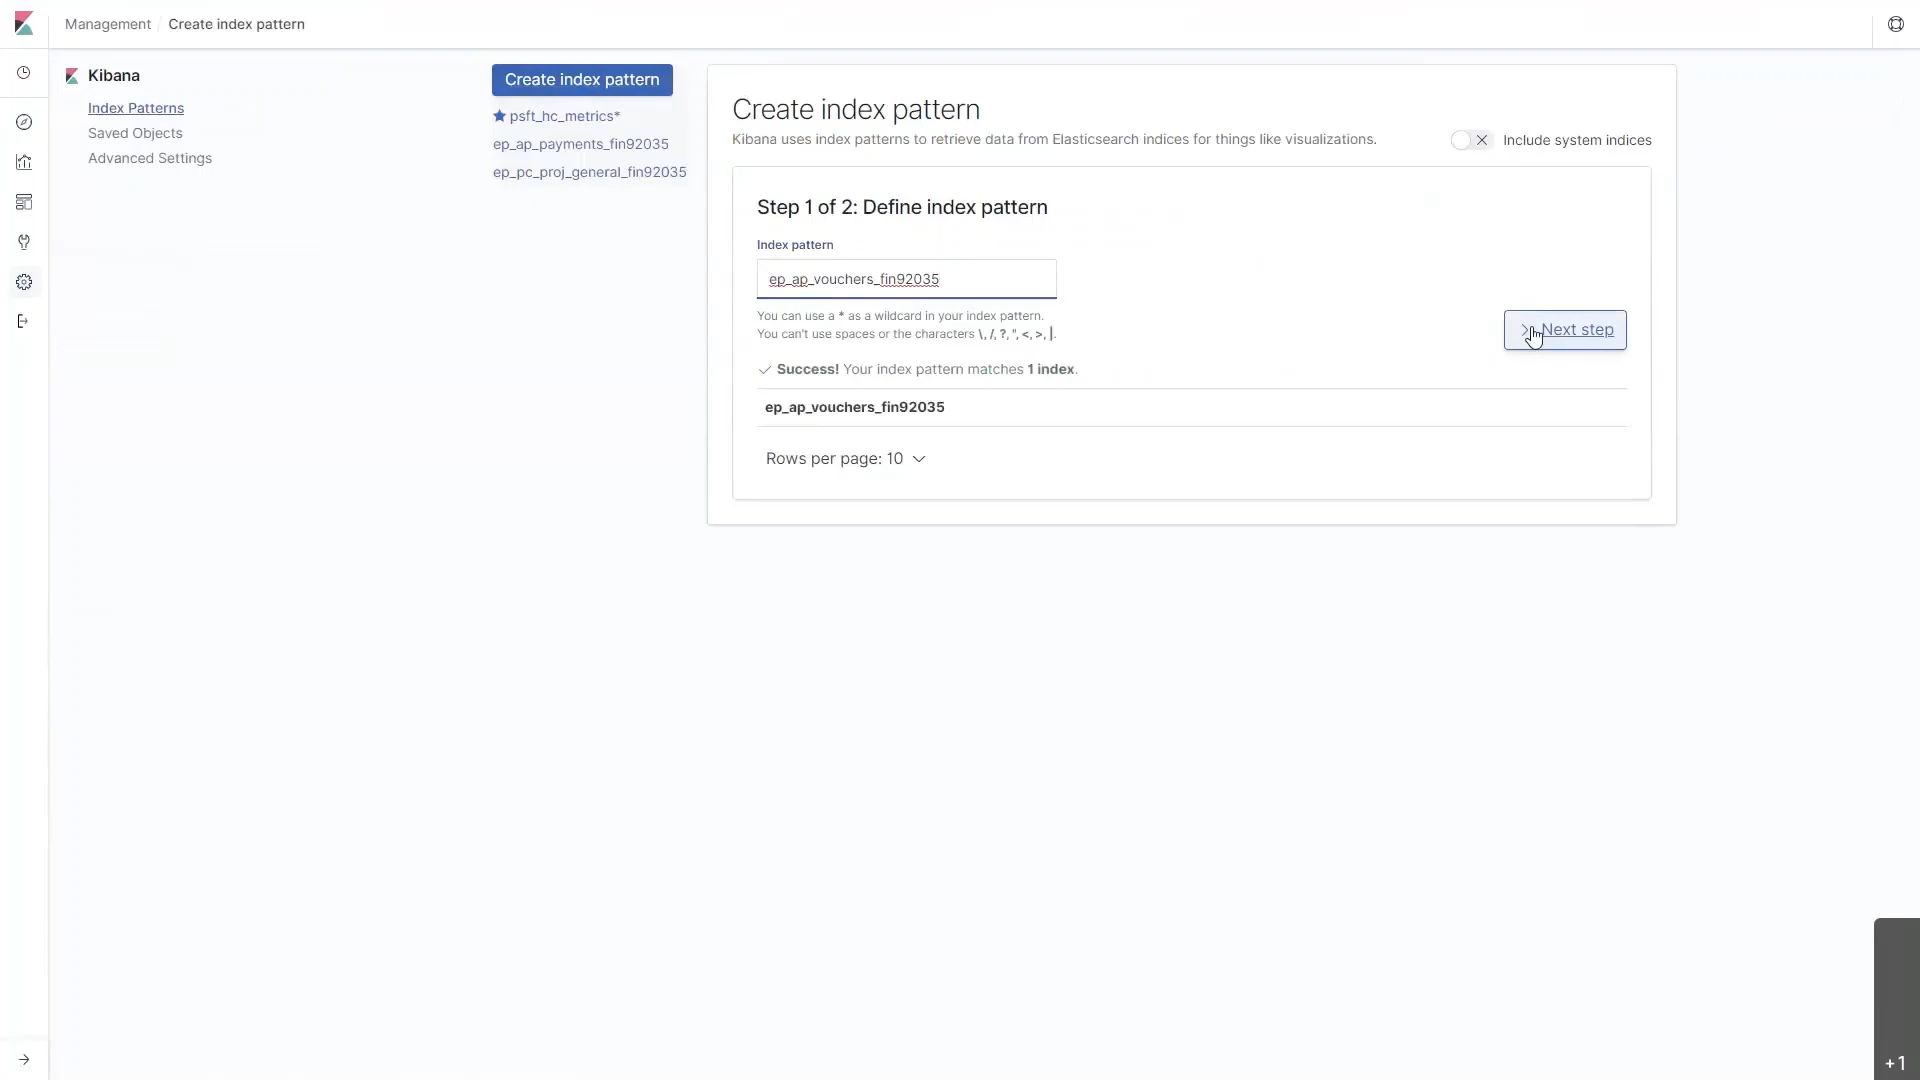 Management / Create index pattern
Kibana
Index Patterns
Saved Objects
Advanced Settings
Create index pattern
psft_hc_metrics*
ep_ap_payments_fin92035
ep_pc_proj_general_fin92035
Create index pattern
Kibana uses index patterns to retrieve data from Elasticsearch indices for things like visualizations.
Include system indices
Step 1 of 2: Define index pattern
Index pattern
ep_ap_vouchers_fin92035
You can use a * as a wildcard in your index pattern.
You can't use spaces or the characters \, /, ?, ", <, >, |.
Next step
Success! Your index pattern matches 1 index.
ep_ap_vouchers_fin92035
Rows per page: 10
+1